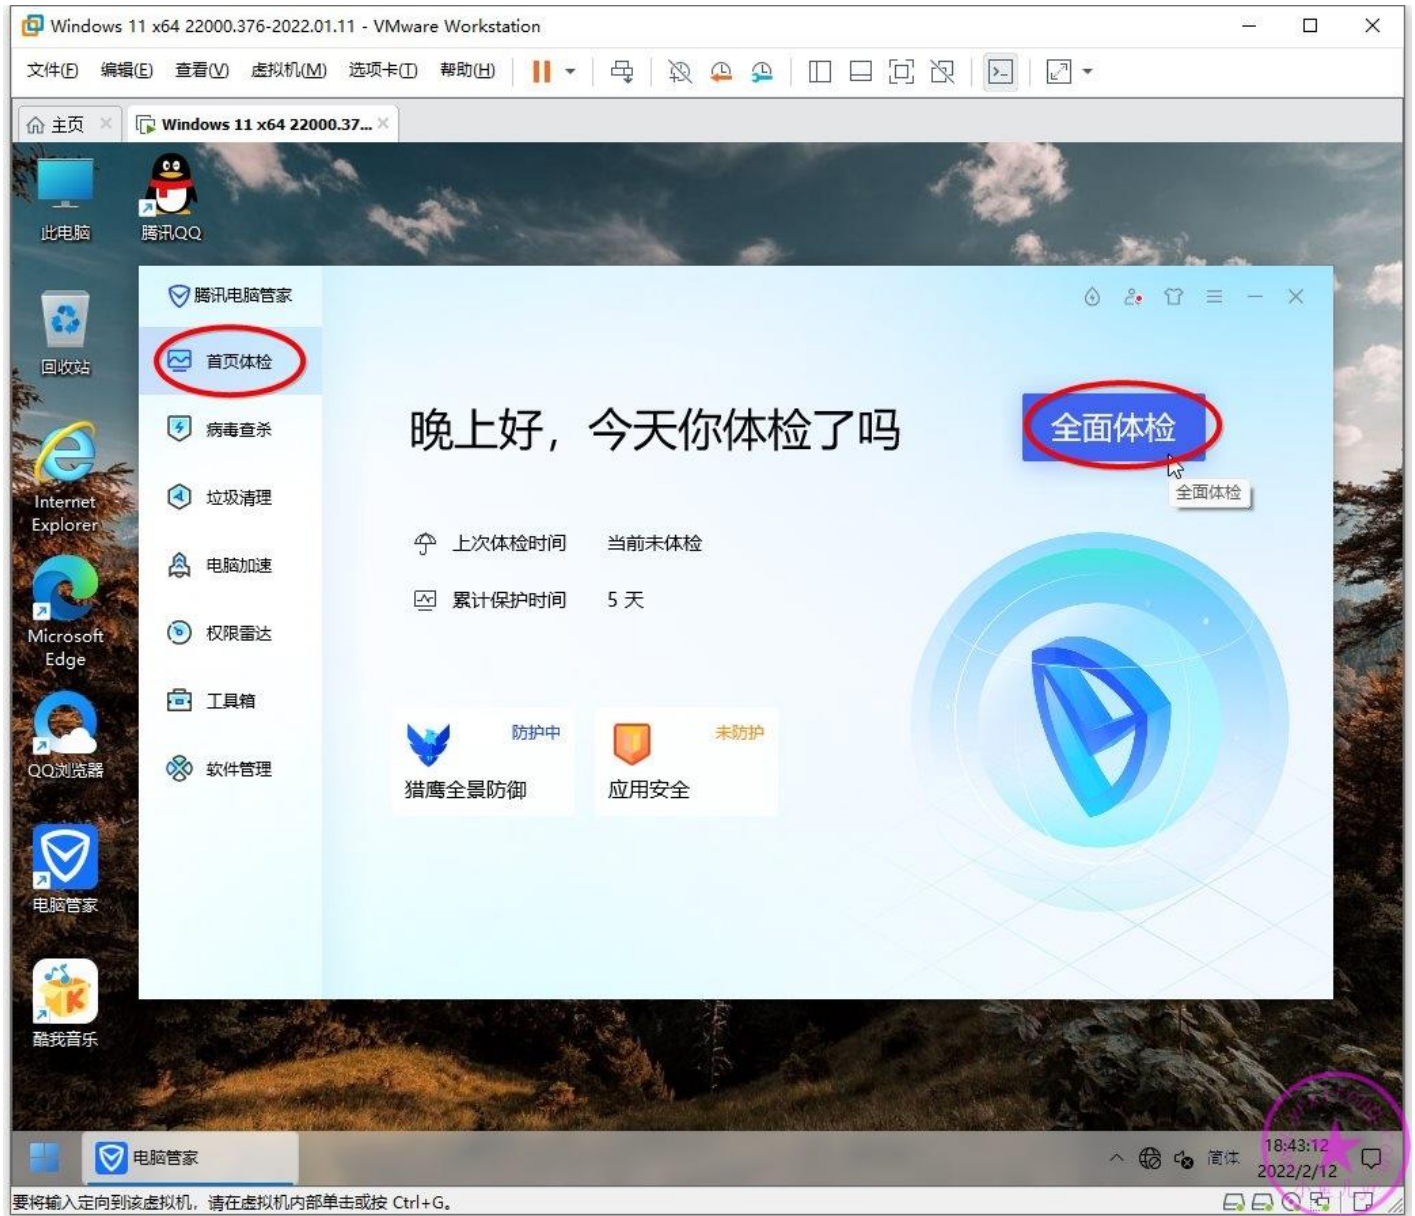 Windows 11 x64 22000.376-2022.01.11 - VMware Workstation
文件(F) 编辑(E) 查看(V) 虚拟机(M) 选项卡(T) 帮助(H)
主页 Windows 11 x64 22000.37...
此电脑
腾讯QQ
回收站
Internet
Explorer
Microsoft
Edge
QQ浏览器
电脑管家
酷我音乐
腾讯电脑管家
首页体检
病毒查杀
垃圾清理
电脑加速
权限雷达
工具箱
软件管理
晚上好，今天你体检了吗
全面体检
全面体检
上次体检时间 当前未体检
累计保护时间 5 天
防护中
猎鹰全景防御
未防护
应用安全
电脑管家
简体
18:43:12
2022/2/12
要将输入定向到该虚拟机，请在虚拟机内部单击或按 Ctrl+G。